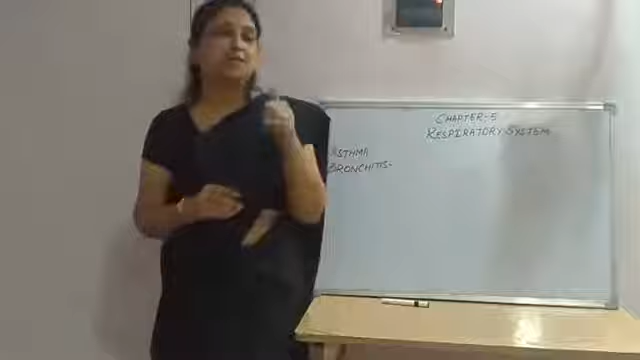 CHAPTER-5
RESPIRATORY SYSTEM
ASTHMA
BRONCHITIS-